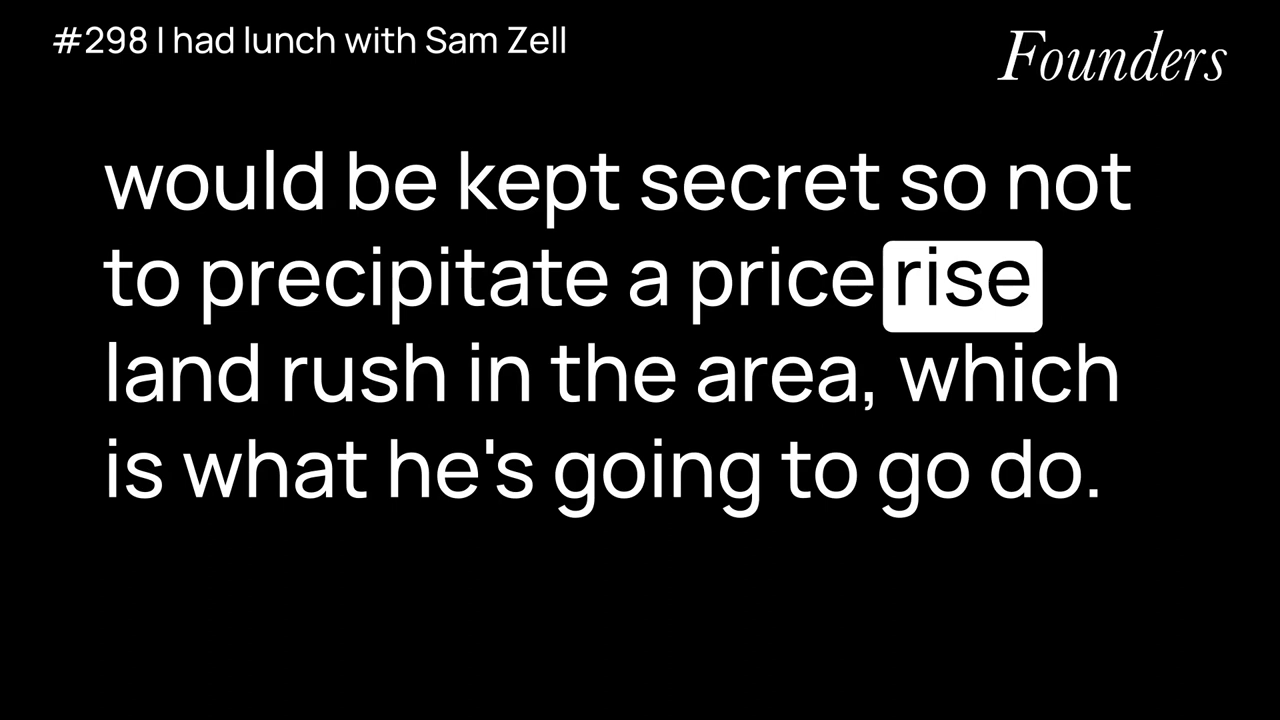 #298 I had lunch with Sam Zell
Founders
would be kept secret so not
to precipitate a price rise
land rush in the area, which
is what he's going to go do.